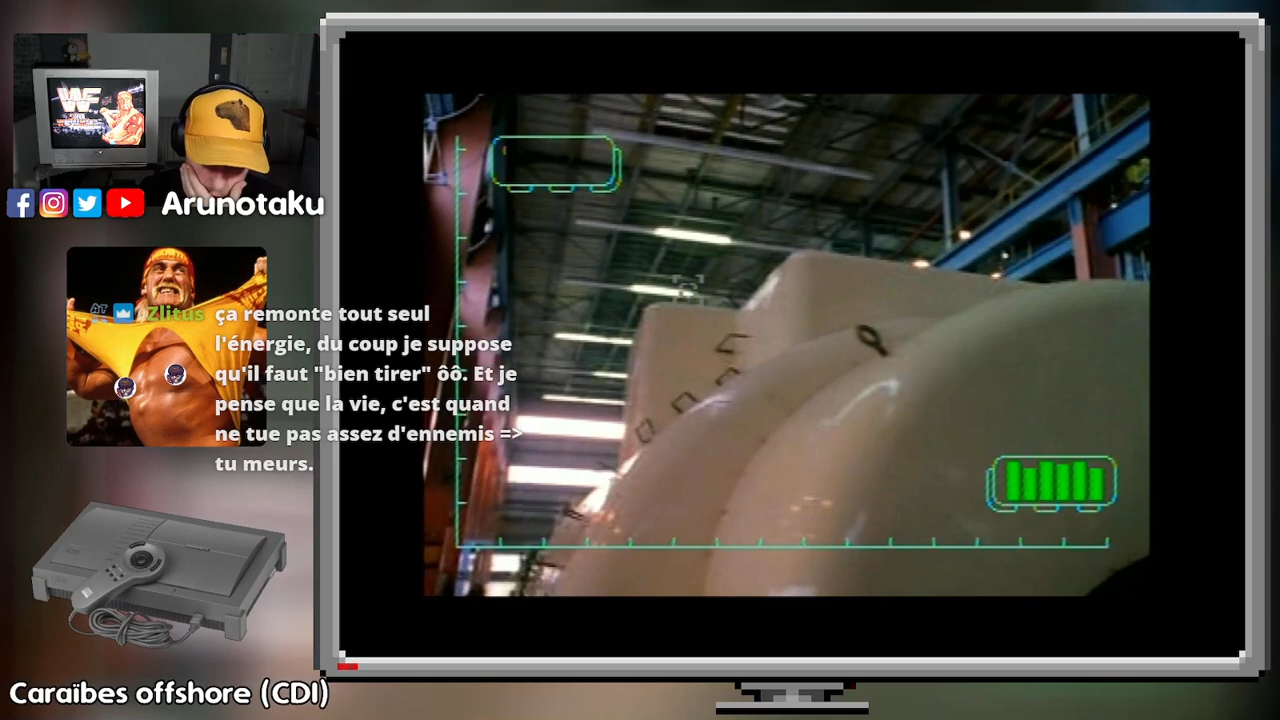 WF
Arunotaku
Zlitus ça remonte tout seul
l'énergie, du coup je suppose
qu'il faut "bien tirer" ôô. Et je
pense que la vie, c'est quand
ne tue pas assez d'ennemis =>
tu meurs.
Caraïbes offshore (CDI)